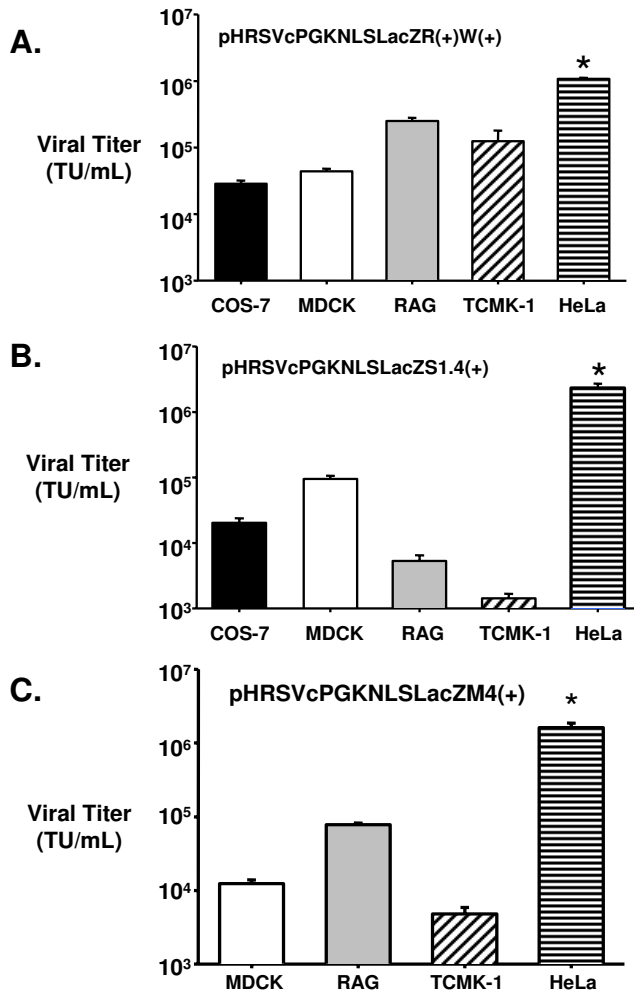 A.
pHRSVcPGKNLSLacZR(+)W(+)
*
Viral Titer
(TU/mL)
10⁷
10⁶
10⁵
10⁴
10³
COS-7 MDCK RAG TCMK-1 HeLa
B.
pHRSVcPGKNLSLacZS1.4(+)
*
Viral Titer
(TU/mL)
10⁷
10⁶
10⁵
10⁴
10³
COS-7 MDCK RAG TCMK-1 HeLa
C.
pHRSVcPGKNLSLacZM4(+)
*
Viral Titer
(TU/mL)
10⁷
10⁶
10⁵
10⁴
10³
MDCK RAG TCMK-1 HeLa